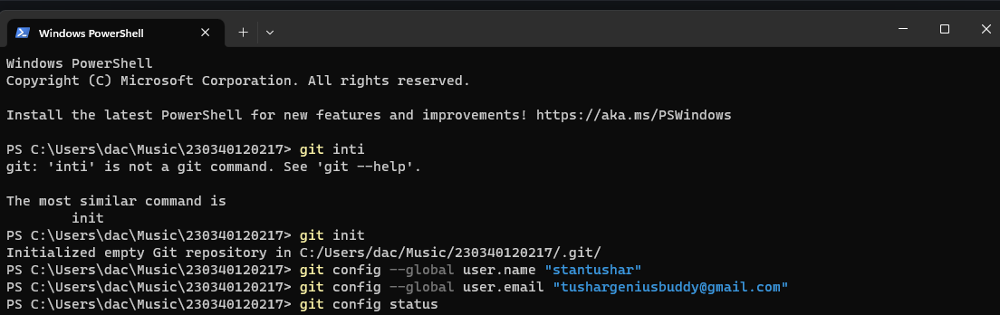 Windows PowerShell
Windows PowerShell
Copyright (C) Microsoft Corporation. All rights reserved.
Install the latest PowerShell for new features and improvements! https://aka.ms/PSWindows
PS C:\Users\dac\Music\230340120217> git inti
git: 'inti' is not a git command. See 'git --help'.
The most similar command is
init
PS C:\Users\dac\Music\230340120217> git init
Initialized empty Git repository in C:/Users/dac/Music/230340120217/.git/
PS C:\Users\dac\Music\230340120217> git config --global user.name "stantushar"
PS C:\Users\dac\Music\230340120217> git config --global user.email "tushargeniusbuddy@gmail.com"
PS C:\Users\dac\Music\230340120217> git config status